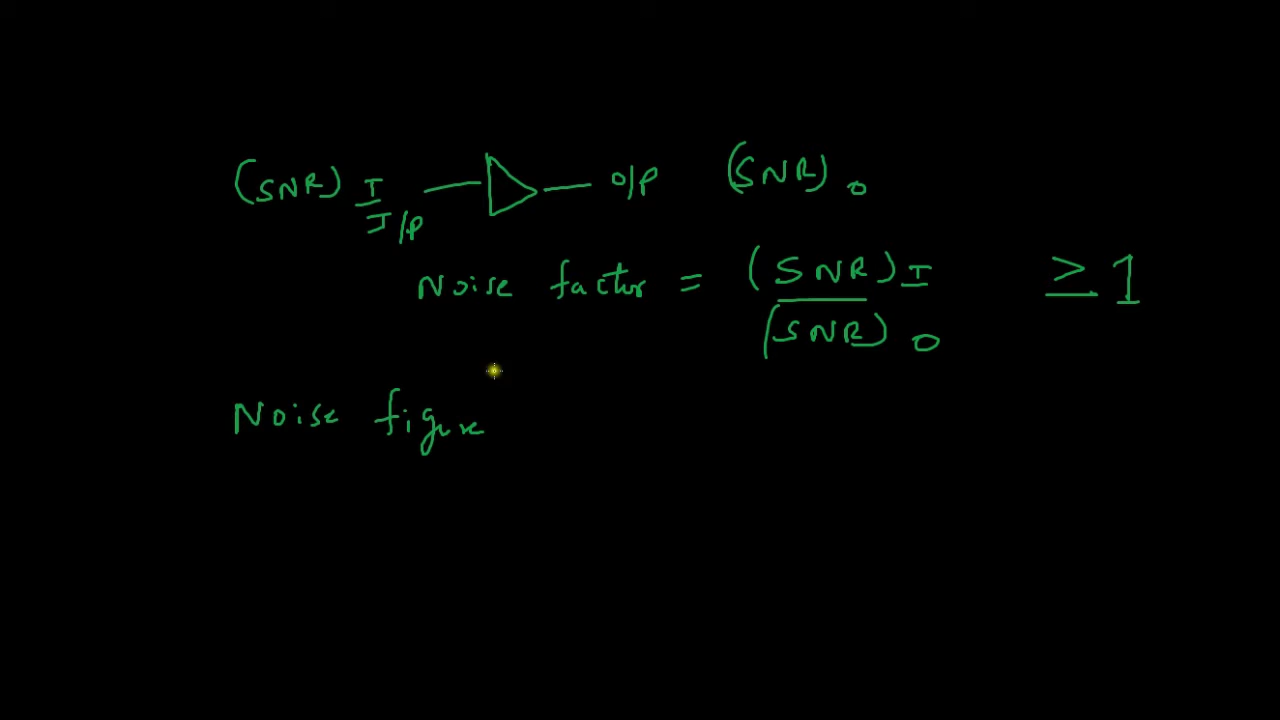 (SNR) I I/P O/P (SNR) O
Noise factor = (SNR) I / (SNR) O ≥ 1
Noise figure